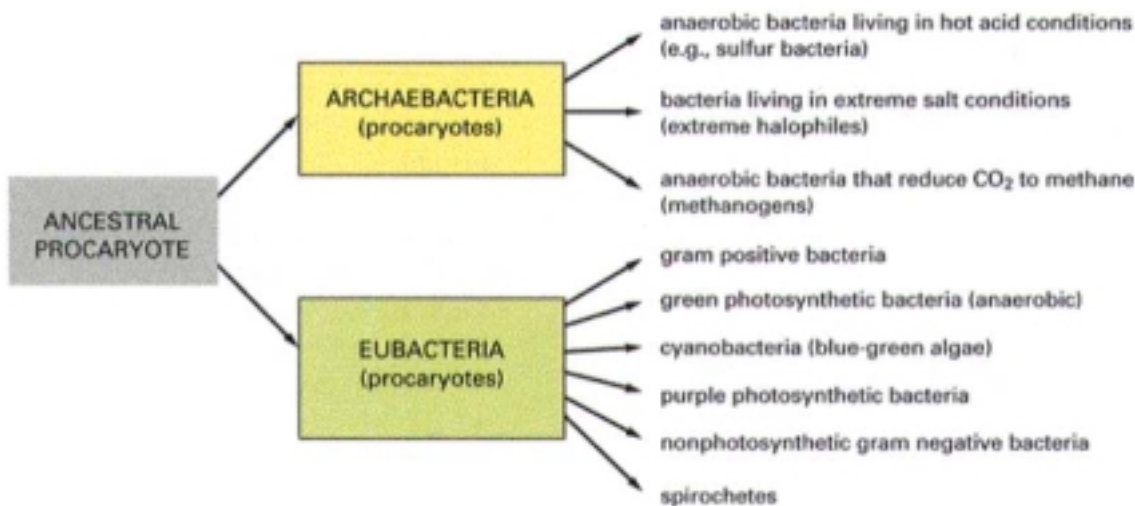 anaerobic bacteria living in hot acid conditions
(e.g., sulfur bacteria)
ARCHAEBACTERIA
(procaryotes)
bacteria living in extreme salt conditions
(extreme halophiles)
anaerobic bacteria that reduce CO₂ to methane
(methanogens)
ANCESTRAL
PROCARYOTE
gram positive bacteria
green photosynthetic bacteria (anaerobic)
EUBACTERIA
(procaryotes)
cyanobacteria (blue-green algae)
purple photosynthetic bacteria
nonphotosynthetic gram negative bacteria
spirochetes